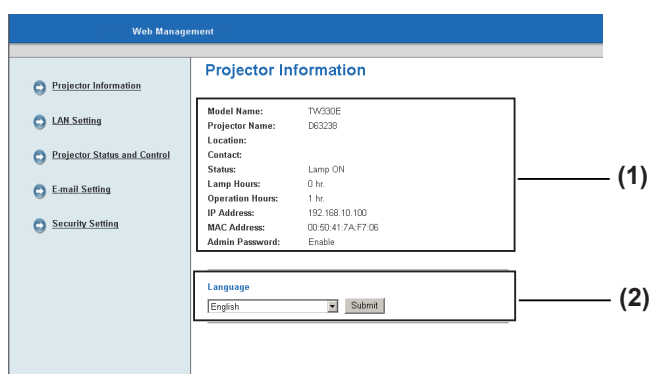 Web Management
Projector Information
Projector Information
LAN Setting
Projector Status and Control
E-mail Setting
Security Setting
Model Name: TW330E
Projector Name: D63238
Location:
Contact:
Status: Lamp ON
Lamp Hours: 0 hr.
Operation Hours: 1 hr.
IP Address: 192.168.10.100
MAC Address: 00:50:41:7A:F7:06
Admin Password: Enable
(1)
Language
English Submit
(2)